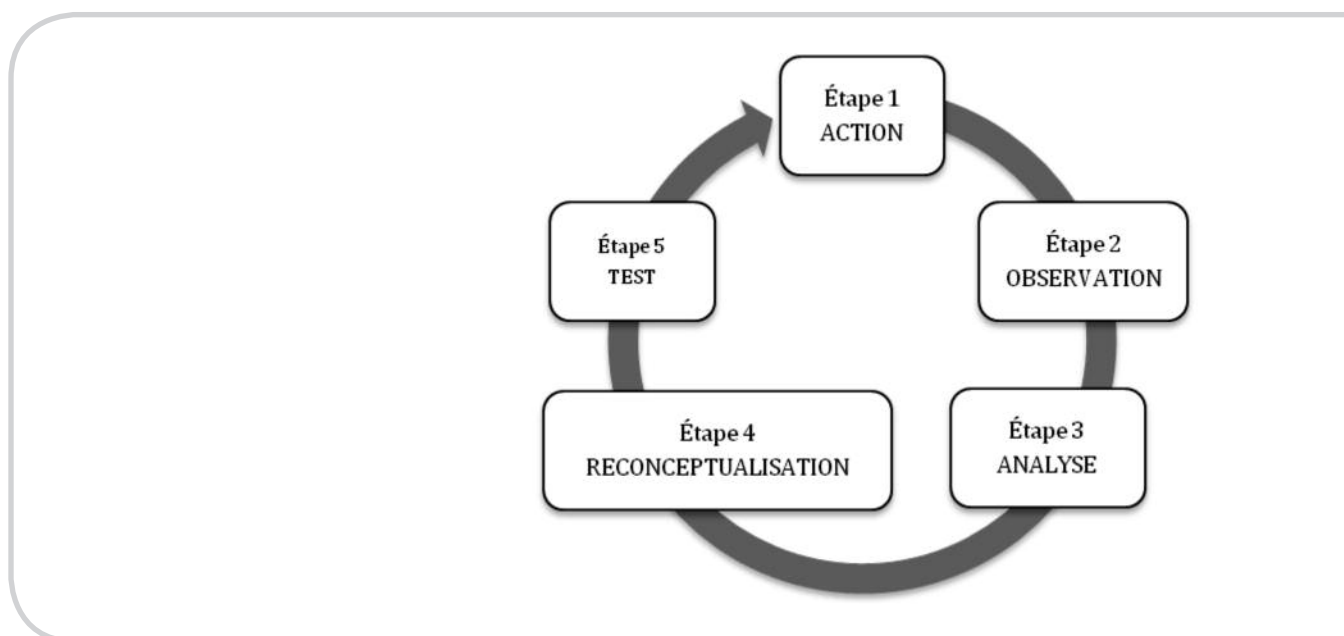 Étape 1
ACTION
Étape 2
OBSERVATION
Étape 3
ANALYSE
Étape 4
RECONCEPTUALISATION
Étape 5
TEST